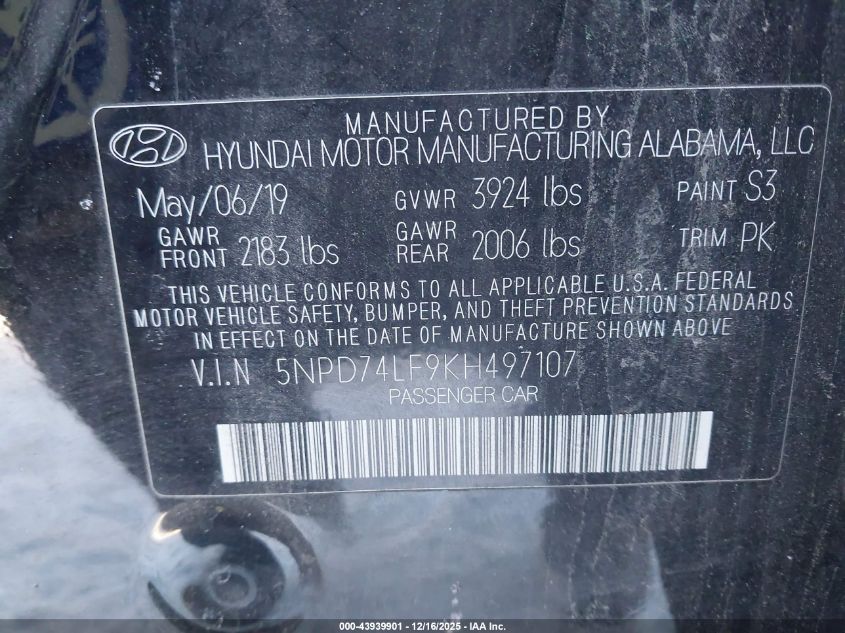 MANUFACTURED BY
HYUNDAI MOTOR MANUFACTURING ALABAMA, LLC
May/06/19 GVWR 3924 lbs PAINT S3
GAWR FRONT 2183 lbs GAWR REAR 2006 lbs TRIM PK
THIS VEHICLE CONFORMS TO ALL APPLICABLE U.S.A. FEDERAL
MOTOR VEHICLE SAFETY, BUMPER, AND THEFT PREVENTION STANDARDS
IN EFFECT ON THE DATE OF MANUFACTURE SHOWN ABOVE
V.I.N 5NPD74LF9KH497107
PASSENGER CAR
000-43939901 - 12/16/2025 - IAA Inc.